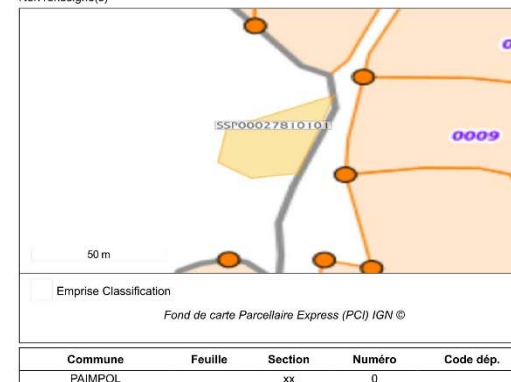 SSP00027810101
0009
50 m
Emprise Classification
Fond de carte Parcellaire Express (PCI) IGN ©
Commune Feuille Section Numéro Code dép.
PAIMPOL xx 0